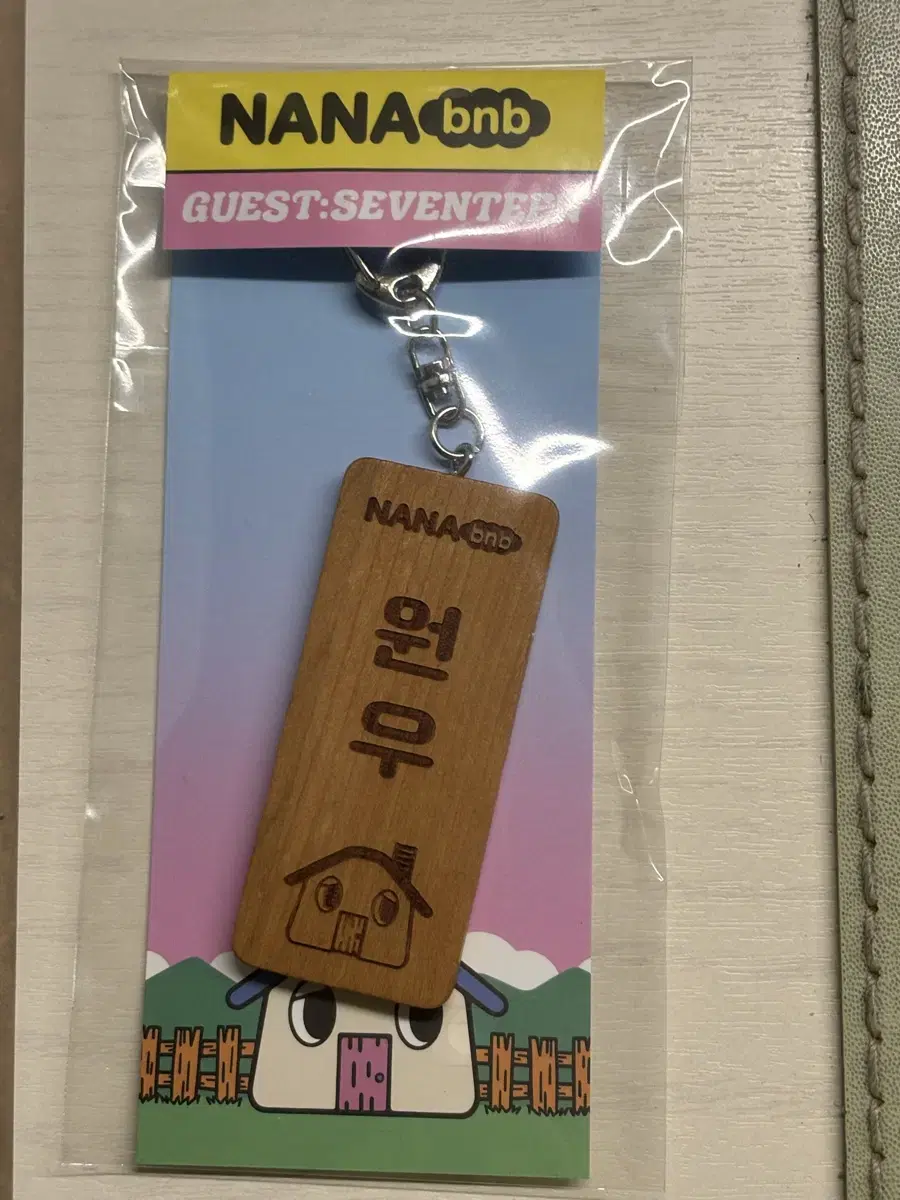 NANA bnb
GUEST:SEVENTEEN
NANA bnb
원
우